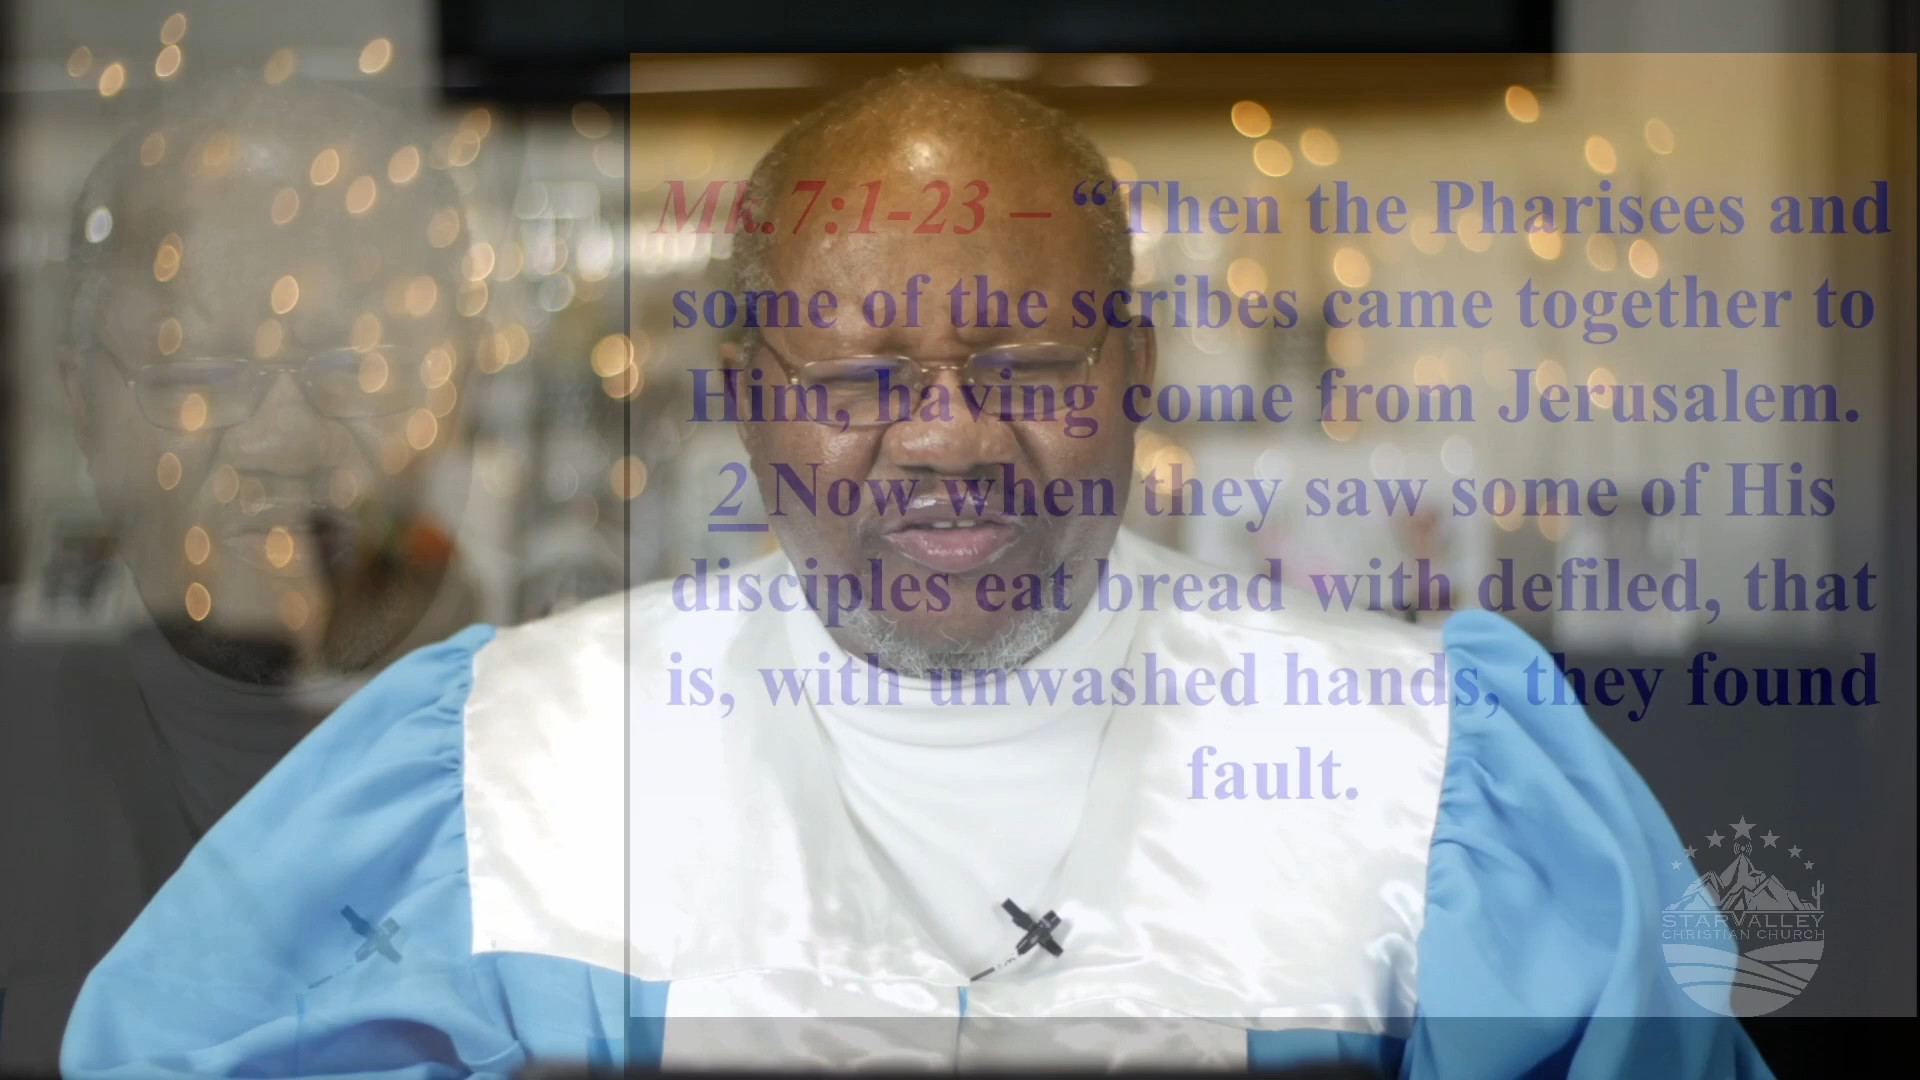 Mk.7:1-23 – “Then the Pharisees and
some of the scribes came together to
Him, having come from Jerusalem.
2 Now when they saw some of His
disciples eat bread with defiled, that
is, with unwashed hands, they found
fault.
STAR VALLEY
CHRISTIAN CHURCH